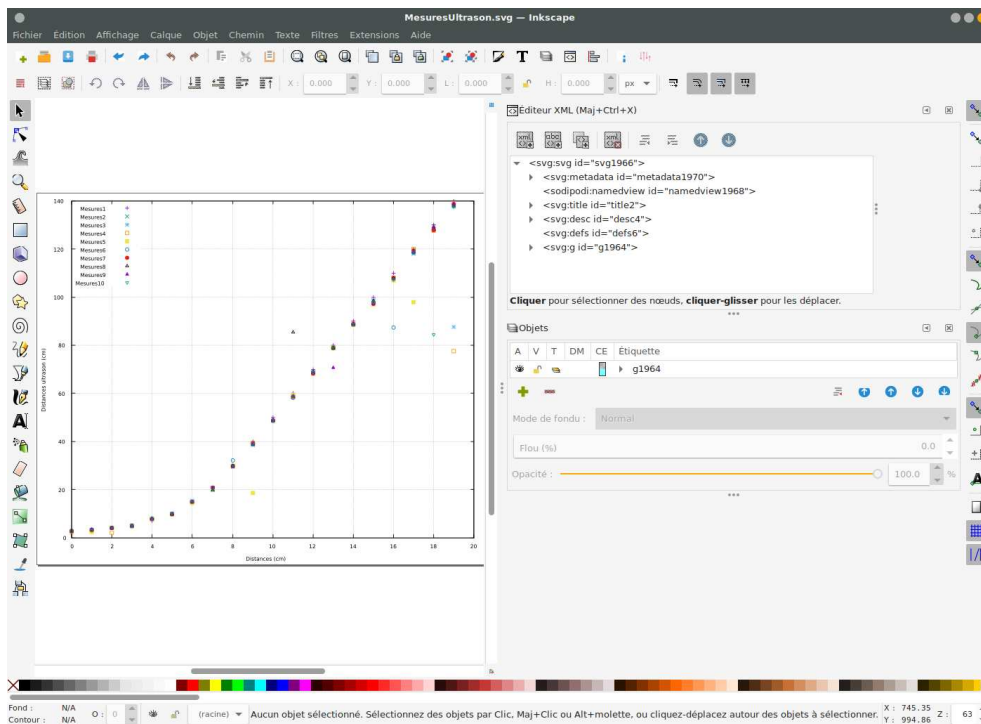 MesuresUltrason.svg — Inkscape
Fichier Édition Affichage Calque Objet Chemin Texte Filtres Extensions Aide
X : 0.000 Y : 0.000 L : 0.000 H : 0.000 px
Éditeur XML (Maj+Ctrl+X)
<svg:svg id="svg1966">
<svg:metadata id="metadata1970">
<sodipodi:namedview id="namedview1968">
<svg:title id="title2">
<svg:desc id="desc4">
<svg:defs id="defs6">
<svg:g id="g1964">
Cliquer pour sélectionner des nœuds, cliquer-glisser pour les déplacer.
Objets
A V T DM CE Étiquette
g1964
Mode de fondu : Normal
Flou (%) 0.0
Opacité : 100.0 %
140
120
100
80
60
40
20
0
Mesures1
Mesures2
Mesures3
Mesures4
Mesures5
Mesures6
Mesures7
Mesures8
Mesures9
Mesures10
Distances ultrason (cm)
0 2 4 6 8 10 12 14 16 18 20
Distances (cm)
Fond : N/A
Contour : N/A
O : 0
(racine)
Aucun objet sélectionné. Sélectionnez des objets par Clic, Maj+Clic ou Alt+molette, ou cliquez-déplacez autour des objets à sélectionner.
X : 745.35
Y : 994.86
Z : 63